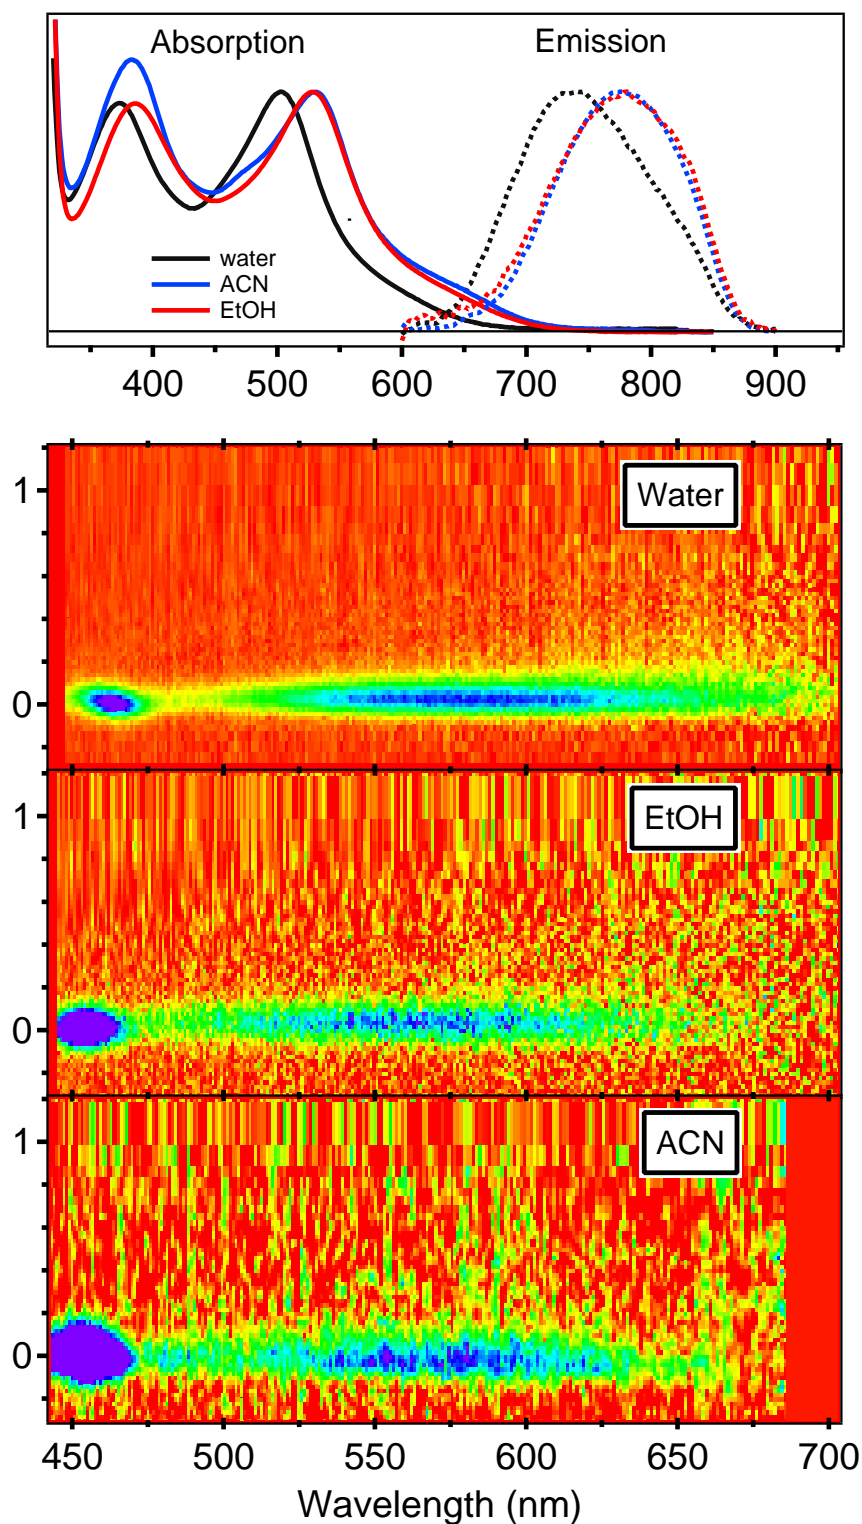 Absorption Emission
water
ACN
EtOH
400 500 600 700 800 900
Water
1
0
EtOH
1
0
ACN
1
0
450 500 550 600 650 700
Wavelength (nm)